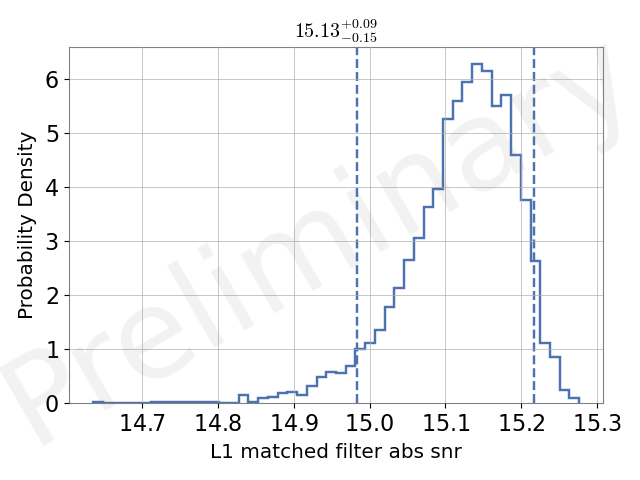 15.13+0.09−0.15
Probability Density
6
5
4
3
2
1
0
14.7 14.8 14.9 15.0 15.1 15.2 15.3
L1 matched filter abs snr
Preliminary